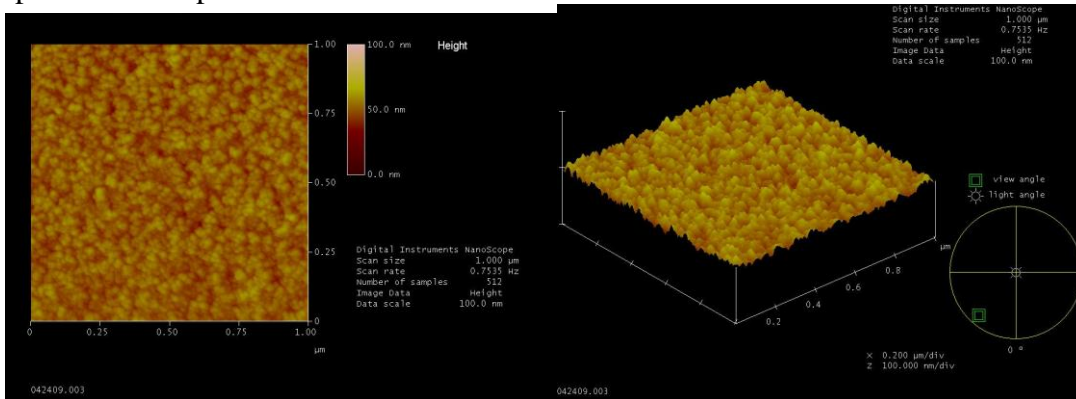 100.0 nm
Height
50.0 nm
0.0 nm
1.00
0.75
0.50
0.25
0
0
0.25
0.50
0.75
1.00
µm
Digital Instruments NanoScope
Scan size 1.000 µm
Scan rate 0.7535 Hz
Number of samples 512
Image Data Height
Data scale 100.0 nm
042409.003
Digital Instruments NanoScope
Scan size 1.000 µm
Scan rate 0.7535 Hz
Number of samples 512
Image Data Height
Data scale 100.0 nm
view angle
light angle
µm
0.8
0.6
0.4
0.2
X 0.200 µm/div
Z 100.000 nm/div
0 °
042409.003